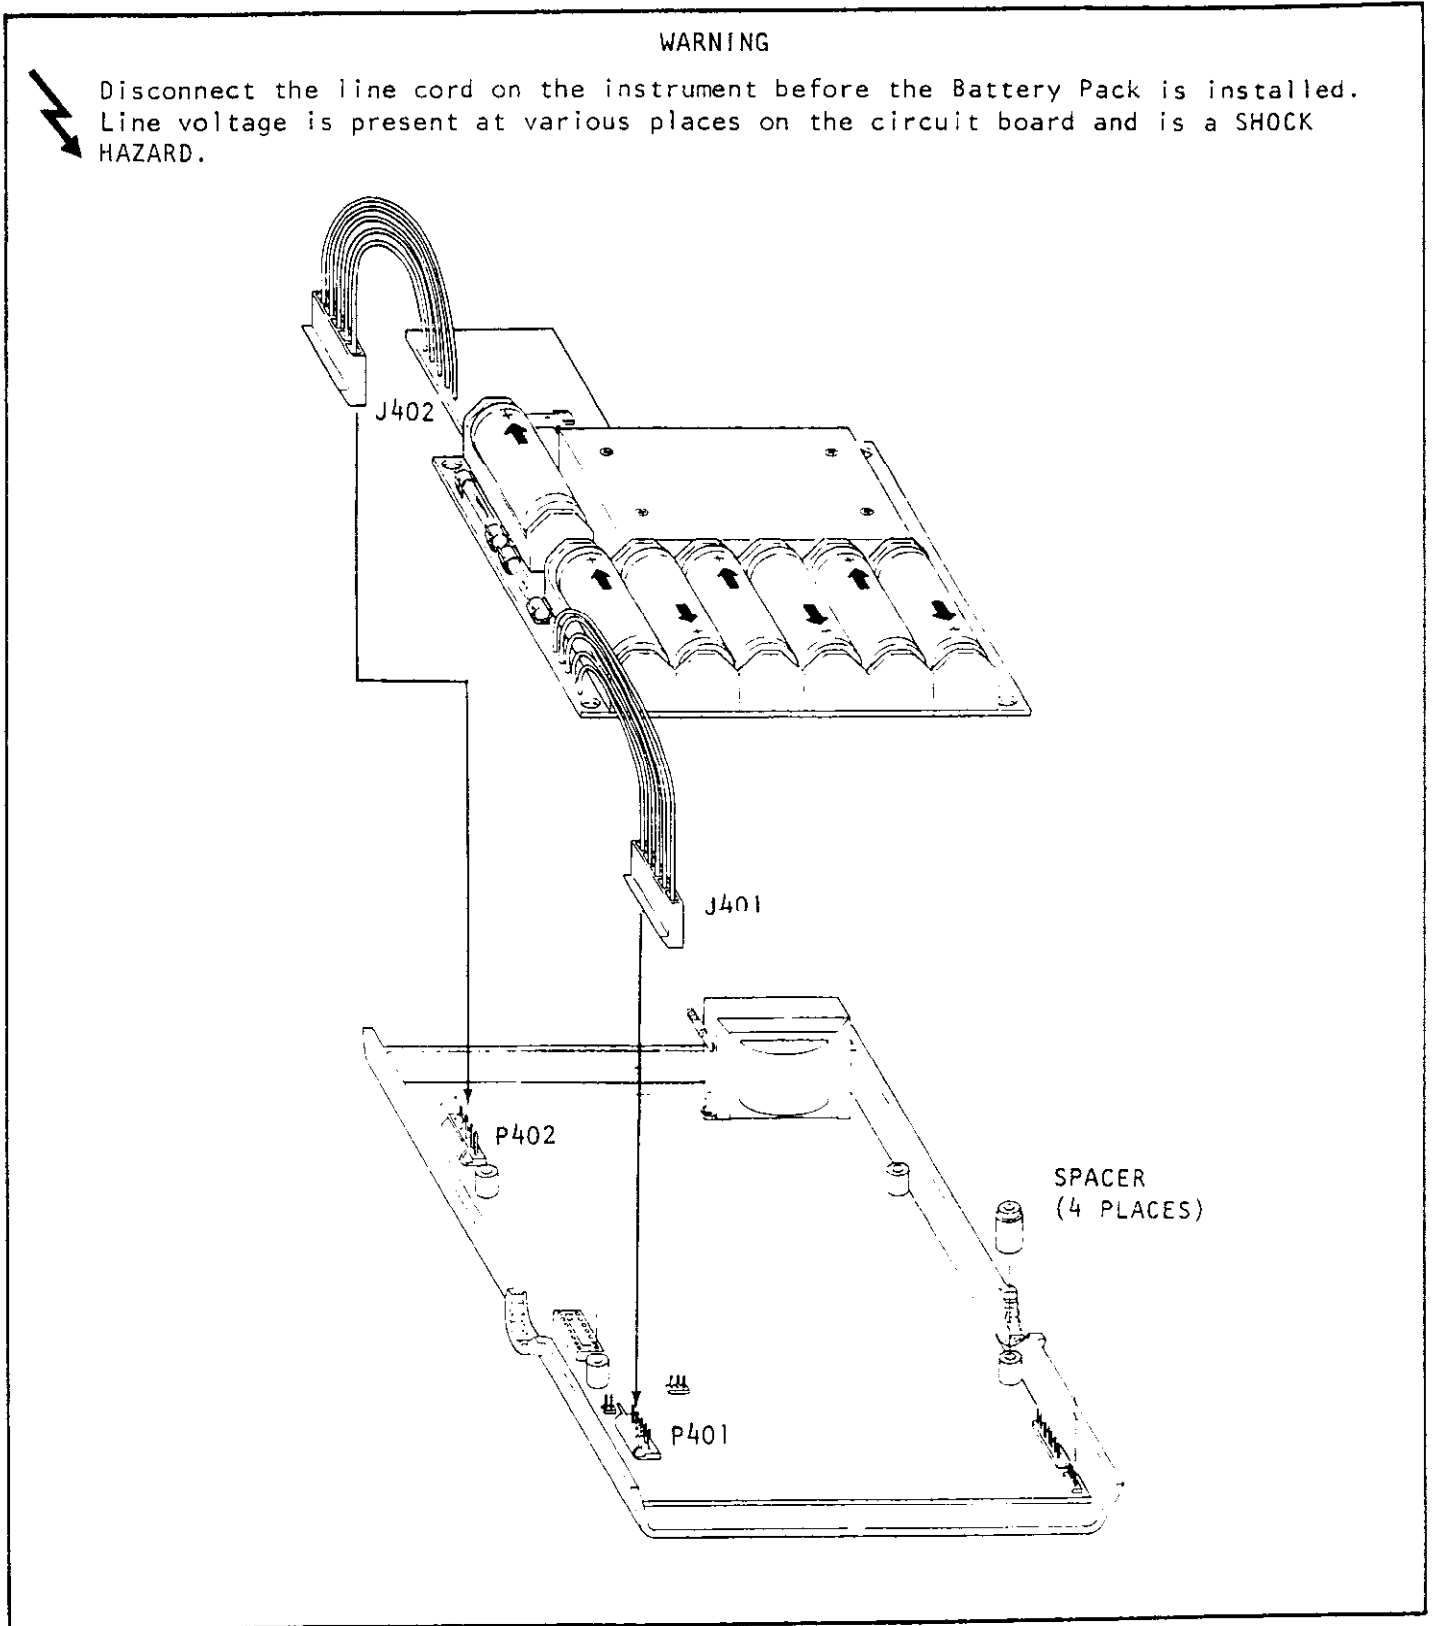 WARNING
Disconnect the line cord on the instrument before the Battery Pack is installed.
Line voltage is present at various places on the circuit board and is a SHOCK
HAZARD.
J402
J401
P402
SPACER
(4 PLACES)
P401